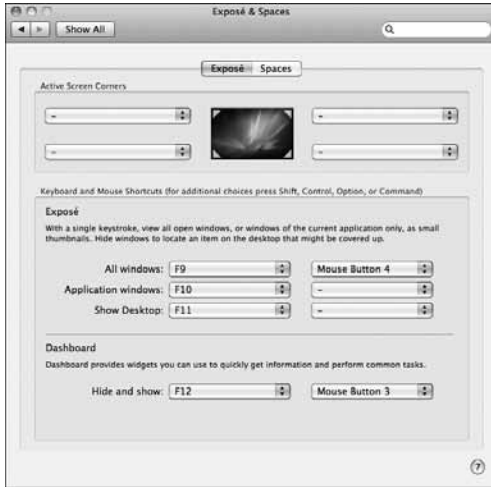 Exposé & Spaces
Show All
Exposé Spaces
Active Screen Corners
- -
- -
Keyboard and Mouse Shortcuts (for additional choices press Shift, Control, Option, or Command)
Exposé
With a single keystroke, view all open windows, or windows of the current application only, as small
thumbnails. Hide windows to locate an item on the desktop that might be covered up.
All windows: F9 Mouse Button 4
Application windows: F10 -
Show Desktop: F11 -
Dashboard
Dashboard provides widgets you can use to quickly get information and perform common tasks.
Hide and show: F12 Mouse Button 3
?